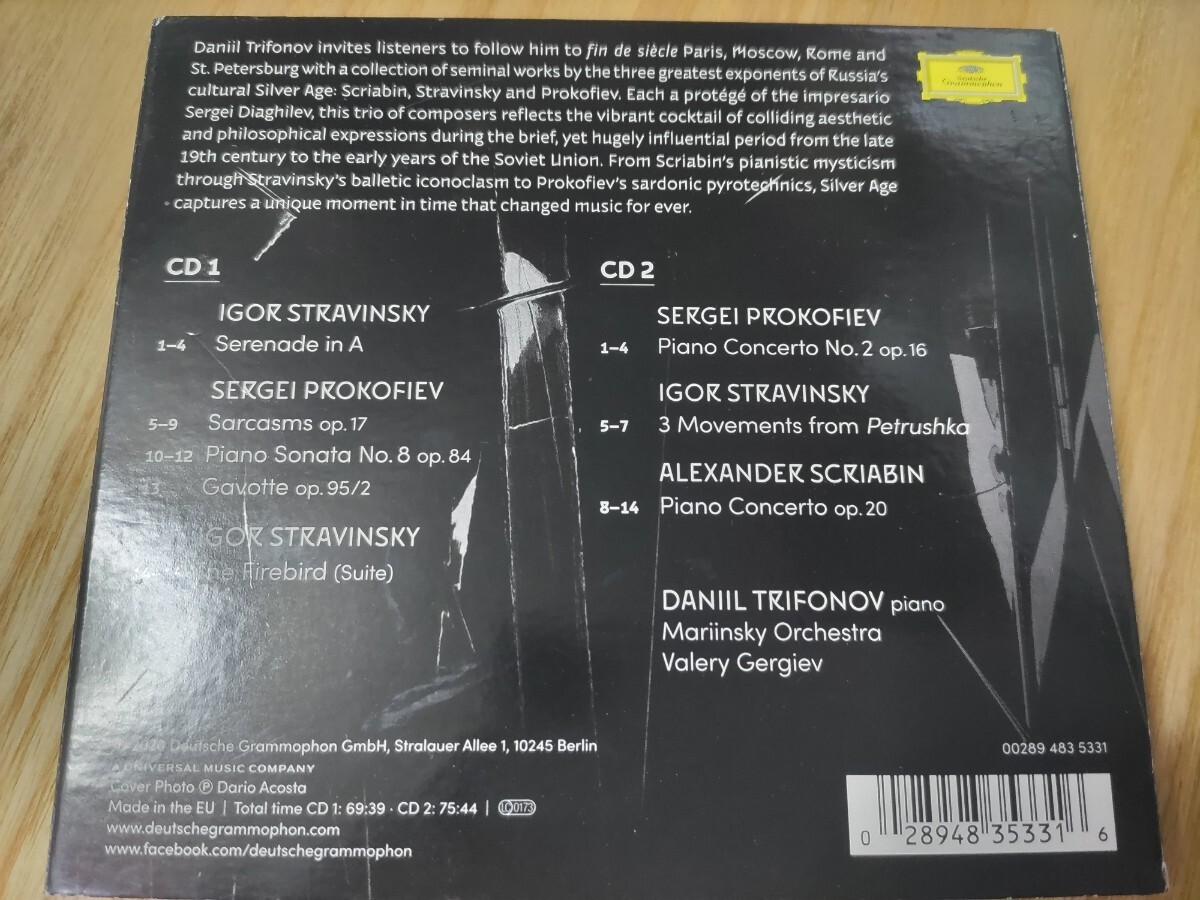 Daniil Trifonov invites listeners to follow him to fin de siècle Paris, Moscow, Rome and
St. Petersburg with a collection of seminal works by the three greatest exponents of Russia's
cultural Silver Age: Scriabin, Stravinsky and Prokofiev. Each a protégé of the impresario
Sergei Diaghilev, this trio of composers reflects the vibrant cocktail of colliding aesthetic
and philosophical expressions during the brief, yet hugely influential period from the late
19th century to the early years of the Soviet Union. From Scriabin's pianistic mysticism
through Stravinsky's balletic iconoclasm to Prokofiev's sardonic pyrotechnics, Silver Age
captures a unique moment in time that changed music for ever.
Deutsche
Grammophon
CD 1
IGOR STRAVINSKY
1–4 Serenade in A
SERGEI PROKOFIEV
5–9 Sarcasms op. 17
10–12 Piano Sonata No. 8 op. 84
13 Gavotte op. 95/2
IGOR STRAVINSKY
The Firebird (Suite)
CD 2
SERGEI PROKOFIEV
1–4 Piano Concerto No. 2 op. 16
IGOR STRAVINSKY
5–7 3 Movements from Petrushka
ALEXANDER SCRIABIN
8–14 Piano Concerto op. 20
DANIIL TRIFONOV piano
Mariinsky Orchestra
Valery Gergiev
2020 Deutsche Grammophon GmbH, Stralauer Allee 1, 10245 Berlin
A UNIVERSAL MUSIC COMPANY
Cover Photo ℗ Dario Acosta
Made in the EU | Total time CD 1: 69:39 · CD 2: 75:44 | LC0173
www.deutschegrammophon.com
www.facebook.com/deutschegrammophon
00289 483 5331
0 28948 35331 6